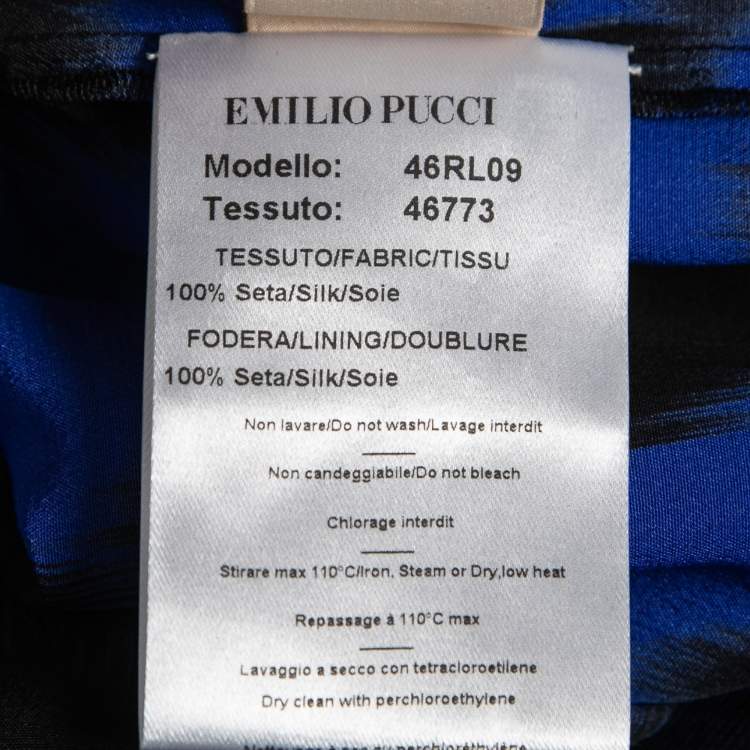 EMILIO PUCCI
Modello: 46RL09
Tessuto: 46773
TESSUTO/FABRIC/TISSU
100% Seta/Silk/Soie
FODERA/LINING/DOUBLURE
100% Seta/Silk/Soie
Non lavare/Do not wash/Lavage interdit
Non candeggiabile/Do not bleach
Chlorage interdit
Stirare max 110°C/Iron, Steam or Dry,low heat
Repassage à 110°C max
Lavaggio a secco con tetracloroetilene
Dry clean with perchloroethylene